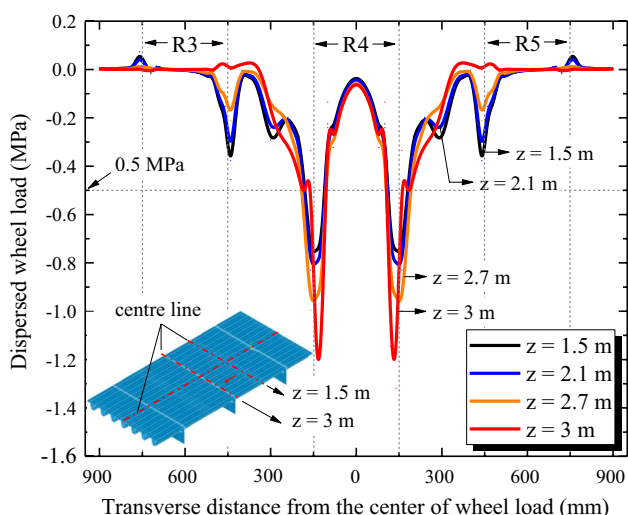 0.2
0.0
-0.2
-0.4
-0.6
-0.8
-1.0
-1.2
-1.4
-1.6
Dispersed wheel load (MPa)
R3
R4
R5
0.5 MPa
z = 1.5 m
z = 2.1 m
z = 2.7 m
z = 3 m
centre line
z = 1.5 m
z = 3 m
z = 1.5 m
z = 2.1 m
z = 2.7 m
z = 3 m
900 600 300 0 300 600 900
Transverse distance from the center of wheel load (mm)